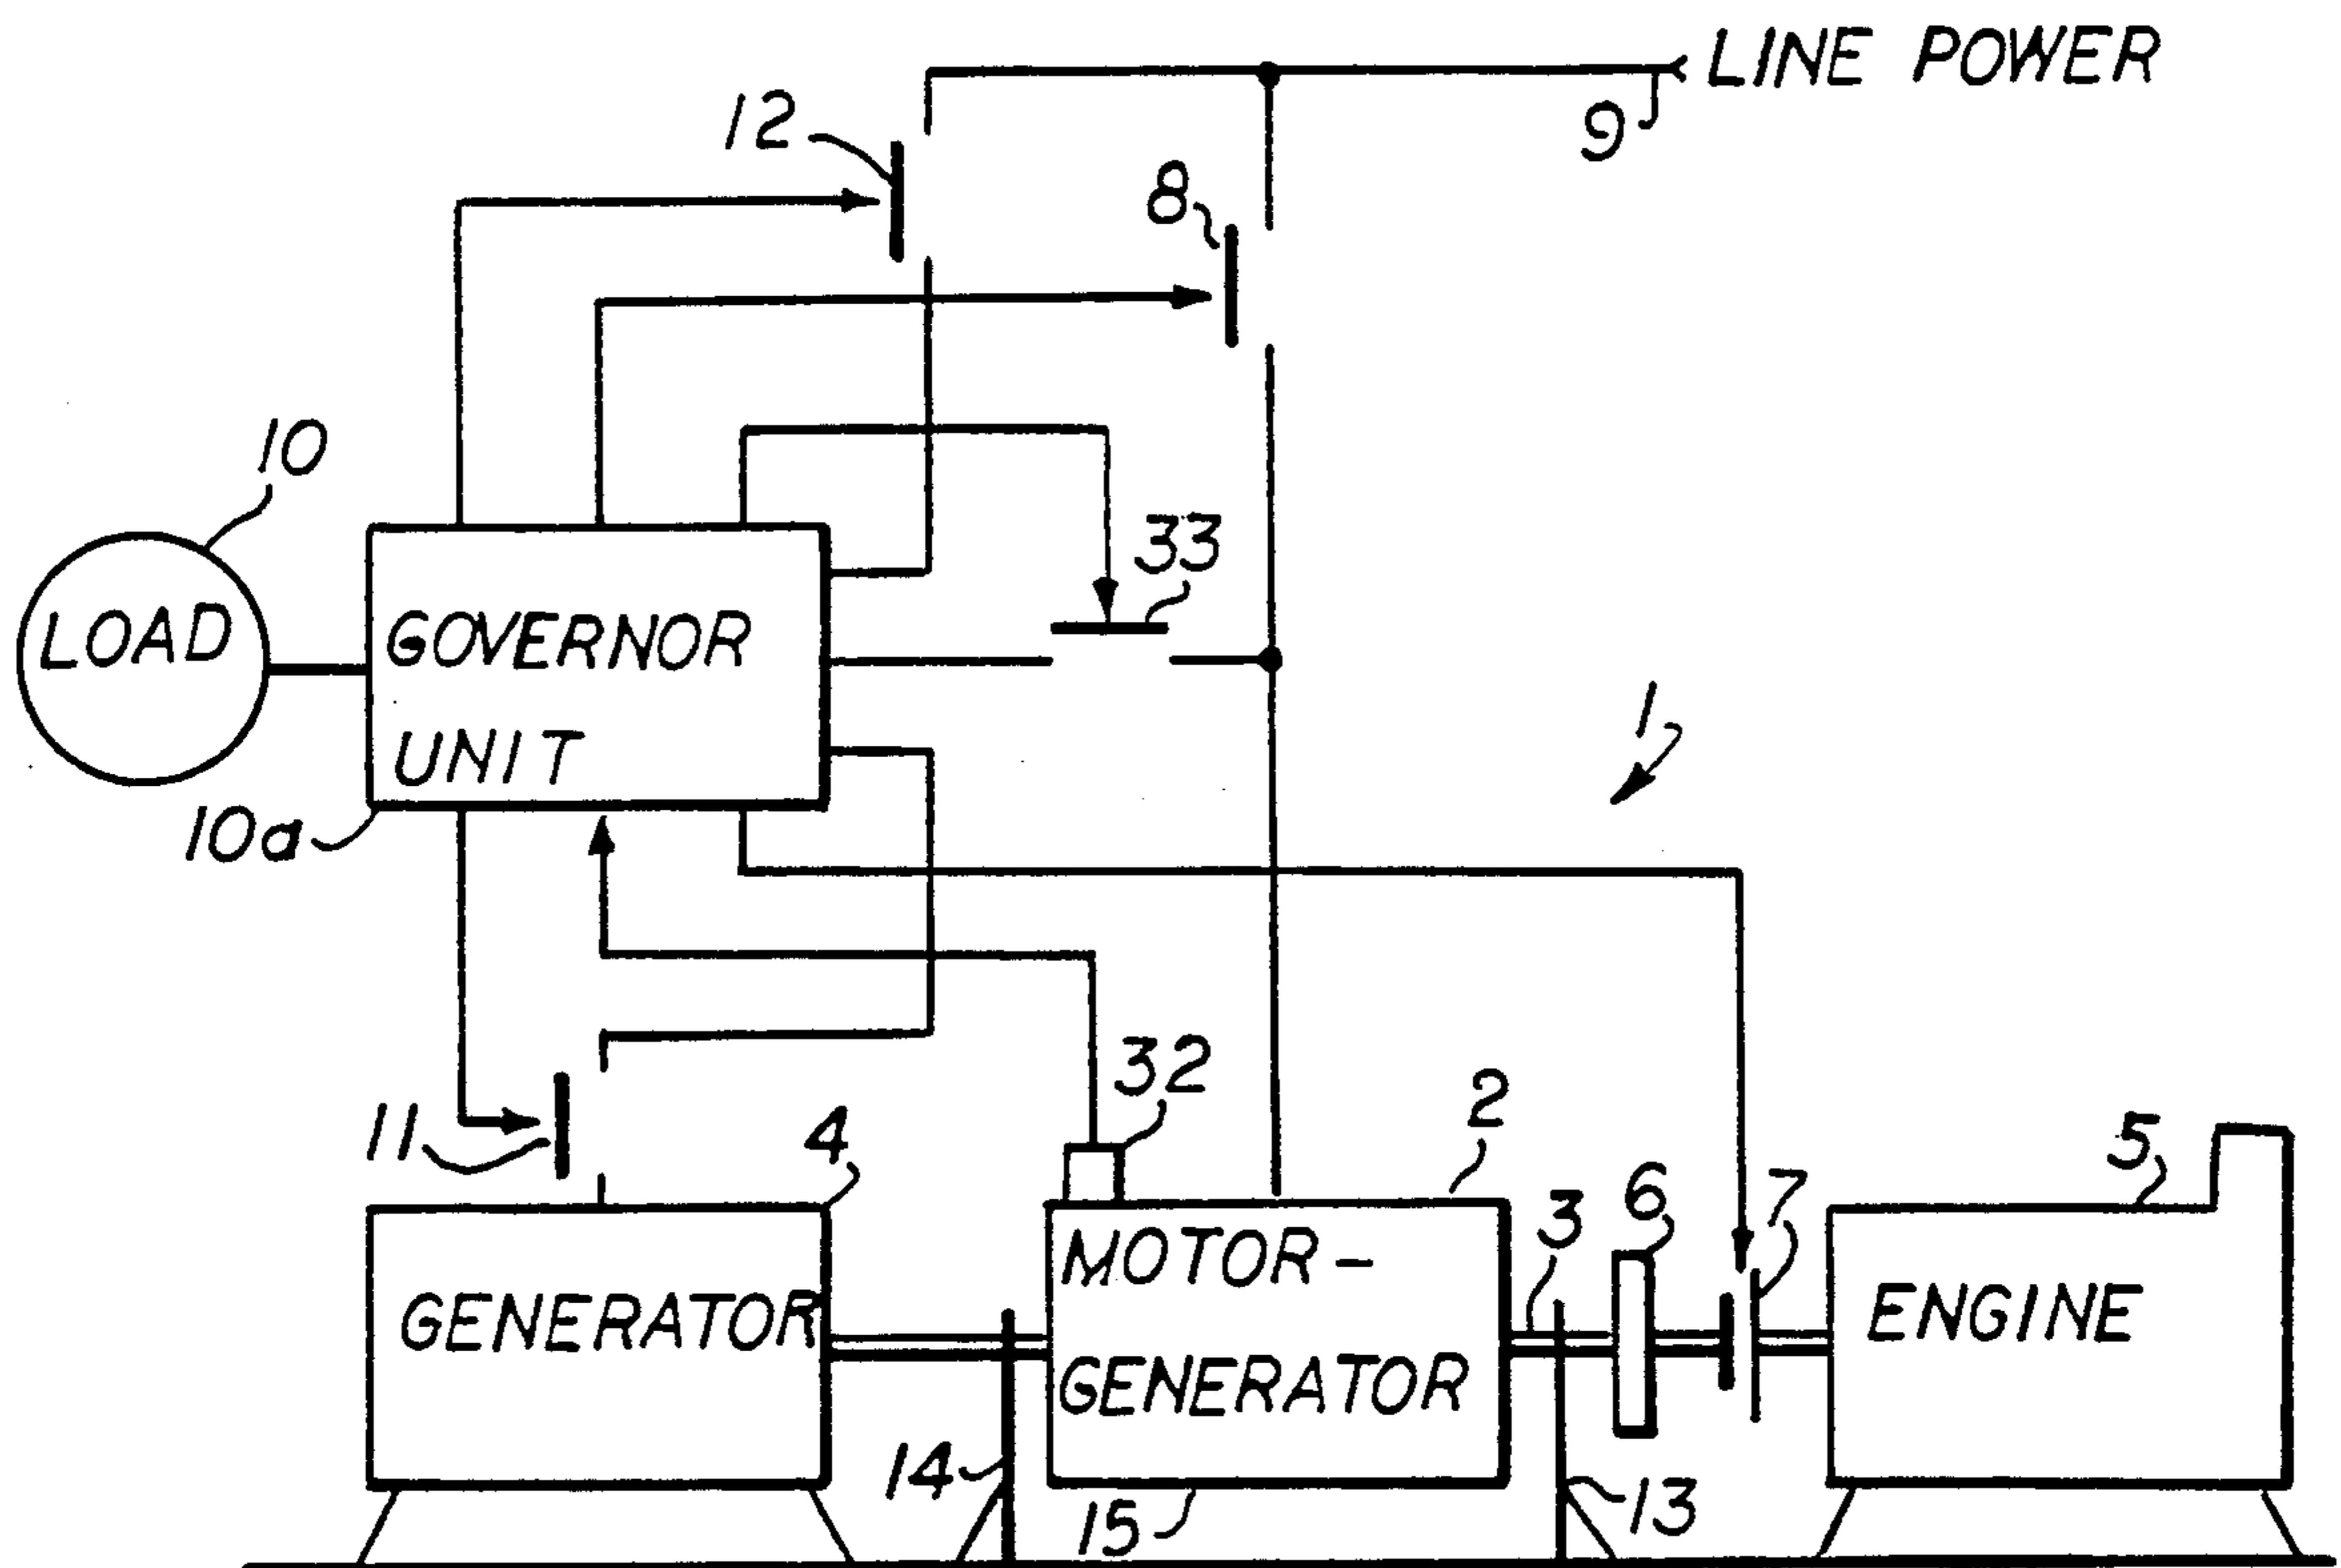 LINE POWER
9
12
8
10
33
LOAD
GOVERNOR
UNIT
1
10a
32
2
11
4
5
3
6
7
MOTOR-
GENERATOR
GENERATOR
ENGINE
14
15
13